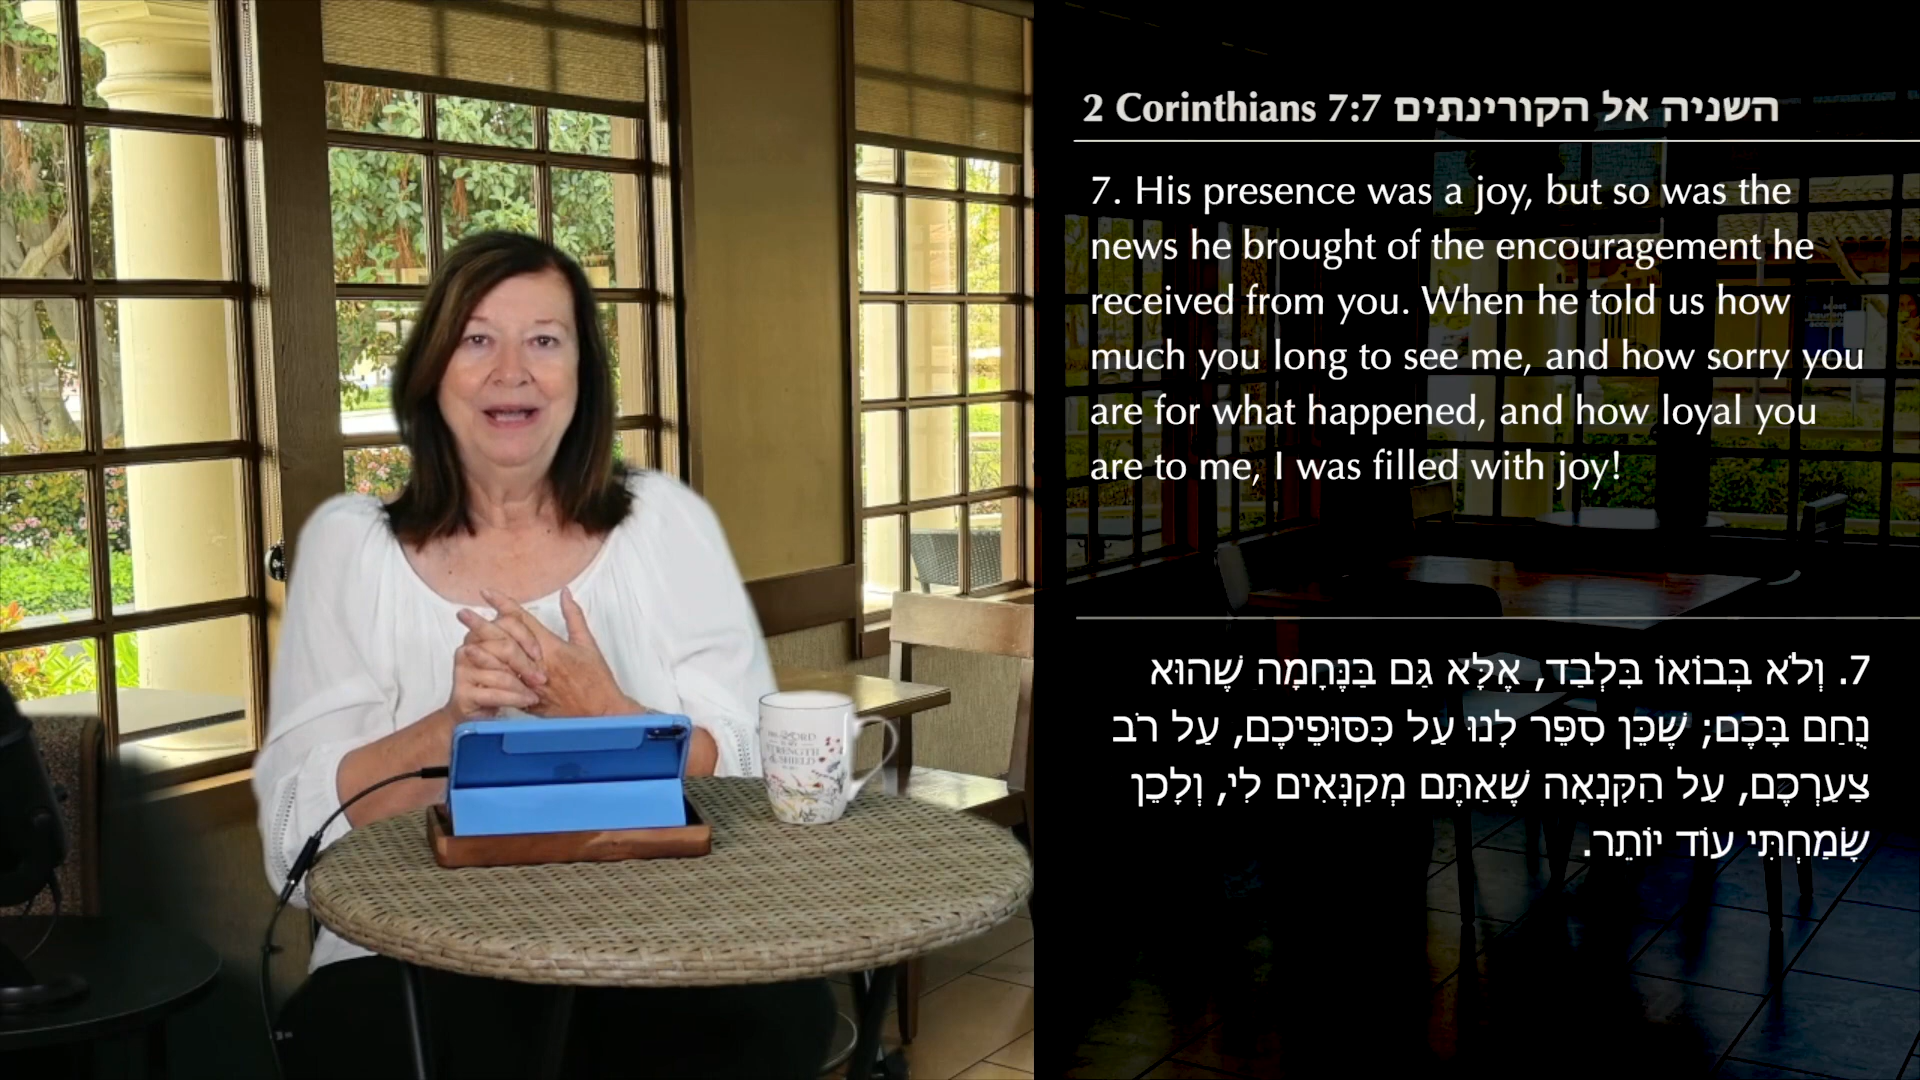 2 Corinthians 7:7 השניה אל הקורינתים
7. His presence was a joy, but so was the
news he brought of the encouragement he
received from you. When he told us how
much you long to see me, and how sorry you
are for what happened, and how loyal you
are to me, I was filled with joy!
7. וְלֹא בְּבוֹאוֹ בִּלְבַד, אֶלָּא גַּם בַּנֶּחָמָה שֶׁהוּא
נֻחַם בָּכֶם; שֶׁכֵּן סִפֵּר לָנוּ עַל כִּסּוּפֵיכֶם, עַל רֹב
צַעַרְכֶם, עַל הַקִּנְאָה שֶׁאַתֶּם מְקַנְּאִים לִי, וְלָכֵן
שָׂמַחְתִּי עוֹד יוֹתֵר.
STRENGTH
& SHIELD